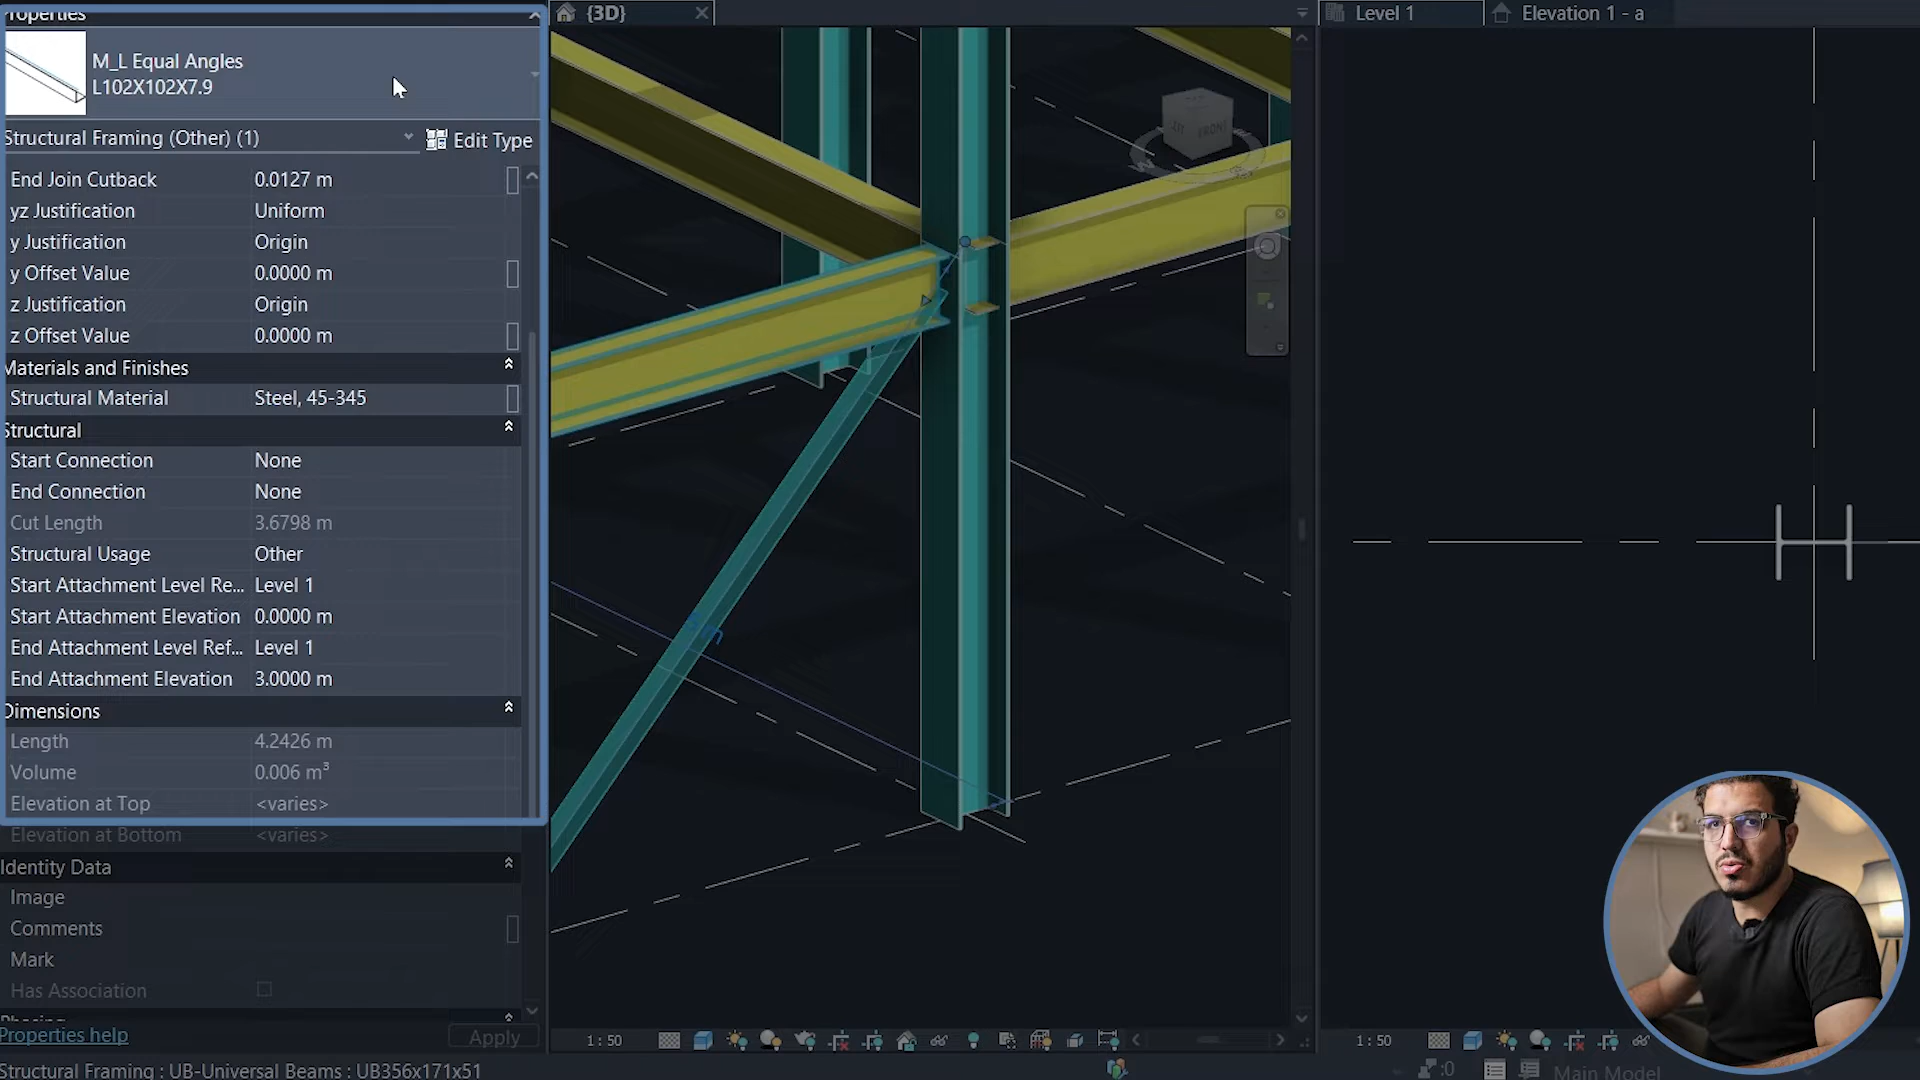 Properties
M_L Equal Angles
L102X102X7.9
Structural Framing (Other) (1)
Edit Type
End Join Cutback 0.0127 m
yz Justification Uniform
y Justification Origin
y Offset Value 0.0000 m
z Justification Origin
z Offset Value 0.0000 m
Materials and Finishes
Structural Material Steel, 45-345
Structural
Start Connection None
End Connection None
Cut Length 3.6798 m
Structural Usage Other
Start Attachment Level Re... Level 1
Start Attachment Elevation 0.0000 m
End Attachment Level Ref... Level 1
End Attachment Elevation 3.0000 m
Dimensions
Length 4.2426 m
Volume 0.006 m³
Elevation at Top <varies>
Elevation at Bottom <varies>
Identity Data
Image
Comments
Mark
Has Association
Phasing
Properties help
Apply
Structural Framing : UB-Universal Beams : UB356x171x51
{3D}
FRONT
1 : 50
Level 1
Elevation 1 - a
1 : 50
:0
Main Model